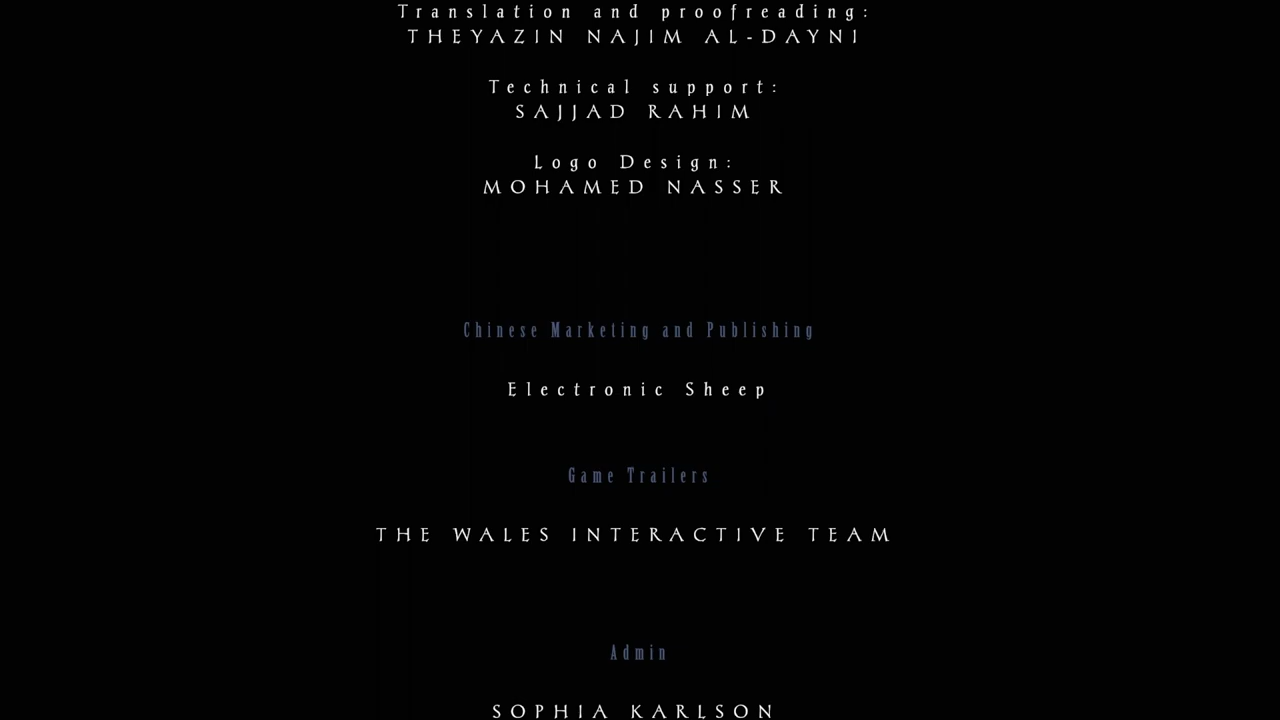 Translation and proofreading:
THEYAZIN NAJIM AL-DAYNI
Technical support:
SAJJAD RAHIM
Logo Design:
MOHAMED NASSER
Chinese Marketing and Publishing
Electronic Sheep
Game Trailers
THE WALES INTERACTIVE TEAM
Admin
SOPHIA KARLSON